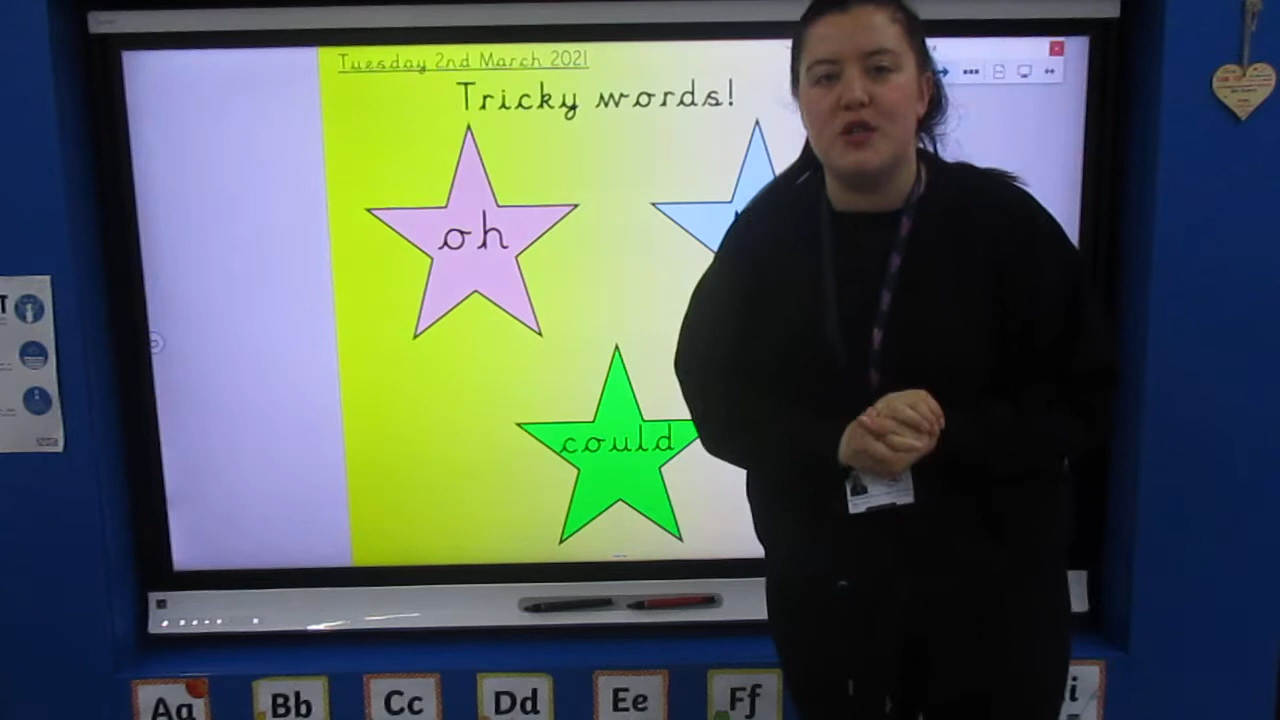 Tuesday 2nd March 2021
Tricky words!
oh
could
Aa
Bb
Cc
Dd
Ee
Ff